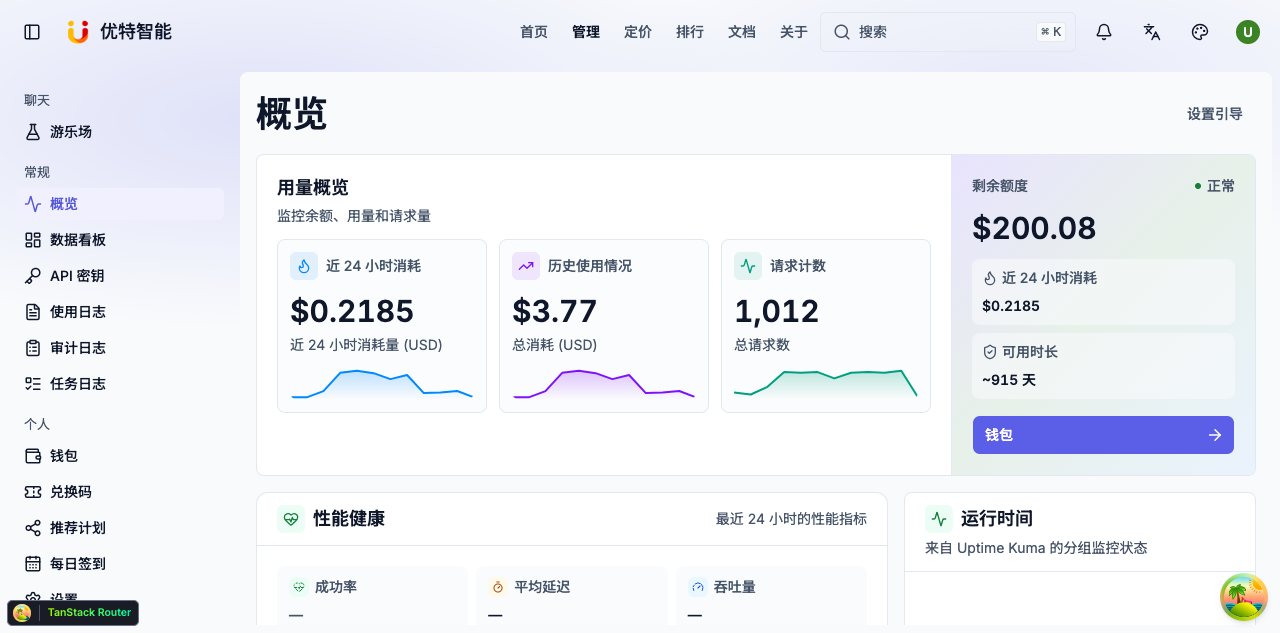 优特智能
首页
管理
定价
排行
文档
关于
搜索
⌘ K
U
聊天
游乐场
常规
概览
数据看板
API 密钥
使用日志
审计日志
任务日志
个人
钱包
兑换码
推荐计划
每日签到
设置
TanStack Router
概览
设置引导
用量概览
监控余额、用量和请求量
近 24 小时消耗
$0.2185
近 24 小时消耗量 (USD)
历史使用情况
$3.77
总消耗 (USD)
请求计数
1,012
总请求数
剩余额度
正常
$200.08
近 24 小时消耗
$0.2185
可用时长
~915 天
钱包
性能健康
最近 24 小时的性能指标
成功率
—
平均延迟
—
吞吐量
—
运行时间
来自 Uptime Kuma 的分组监控状态